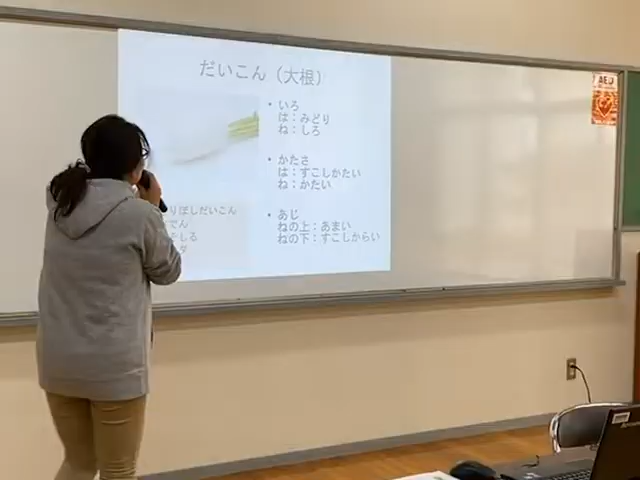 だいこん（大根）
・いろ
は：みどり
ね：しろ
・かたさ
は：すこしかたい
ね：かたい
・あじ
ねの上：あまい
ねの下：すこしからい
りぼしだいこん
でん
しる
AED